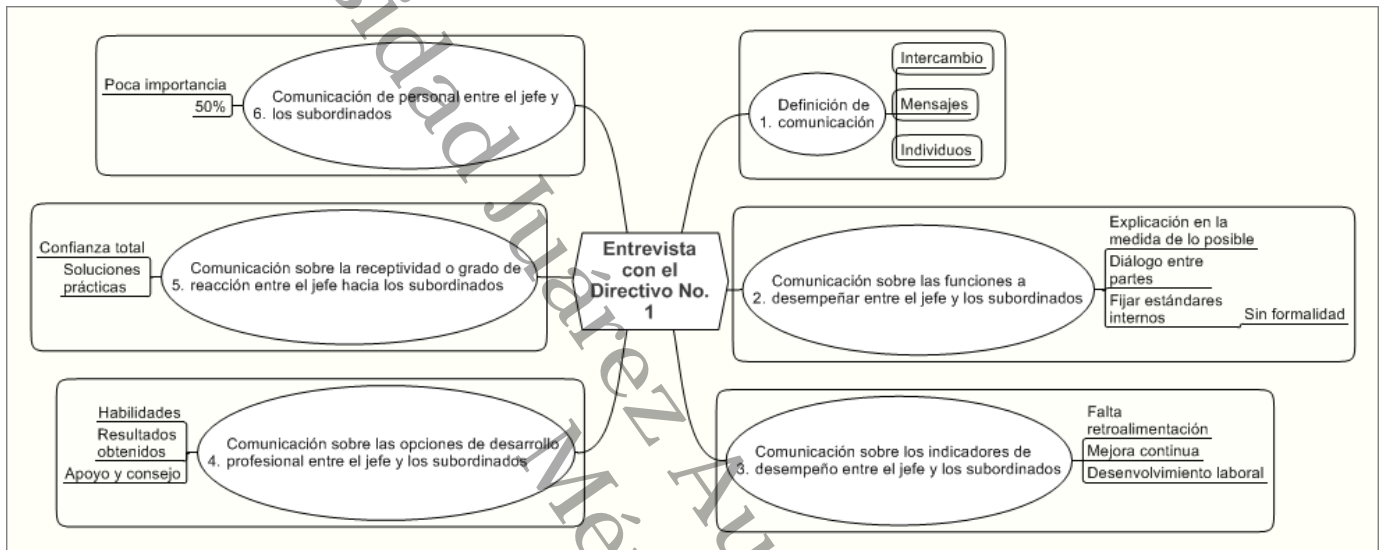 Entrevista
con el
Directivo No.
1
Definición de
1. comunicación
Intercambio
Mensajes
Individuos
Comunicación sobre las funciones a
2. desempeñar entre el jefe y los subordinados
Explicación en la
medida de lo posible
Diálogo entre
partes
Fijar estándares
internos
Sin formalidad
Comunicación sobre los indicadores de
3. desempeño entre el jefe y los subordinados
Falta
retroalimentación
Mejora continua
Desenvolvimiento laboral
Comunicación sobre las opciones de desarrollo
4. profesional entre el jefe y los subordinados
Habilidades
Resultados
obtenidos
Apoyo y consejo
Comunicación sobre la receptividad o grado de
5. reacción entre el jefe hacia los subordinados
Confianza total
Soluciones
prácticas
Comunicación de personal entre el jefe y
6. los subordinados
Poca importancia
50%
sidad Juárez Au
Mé